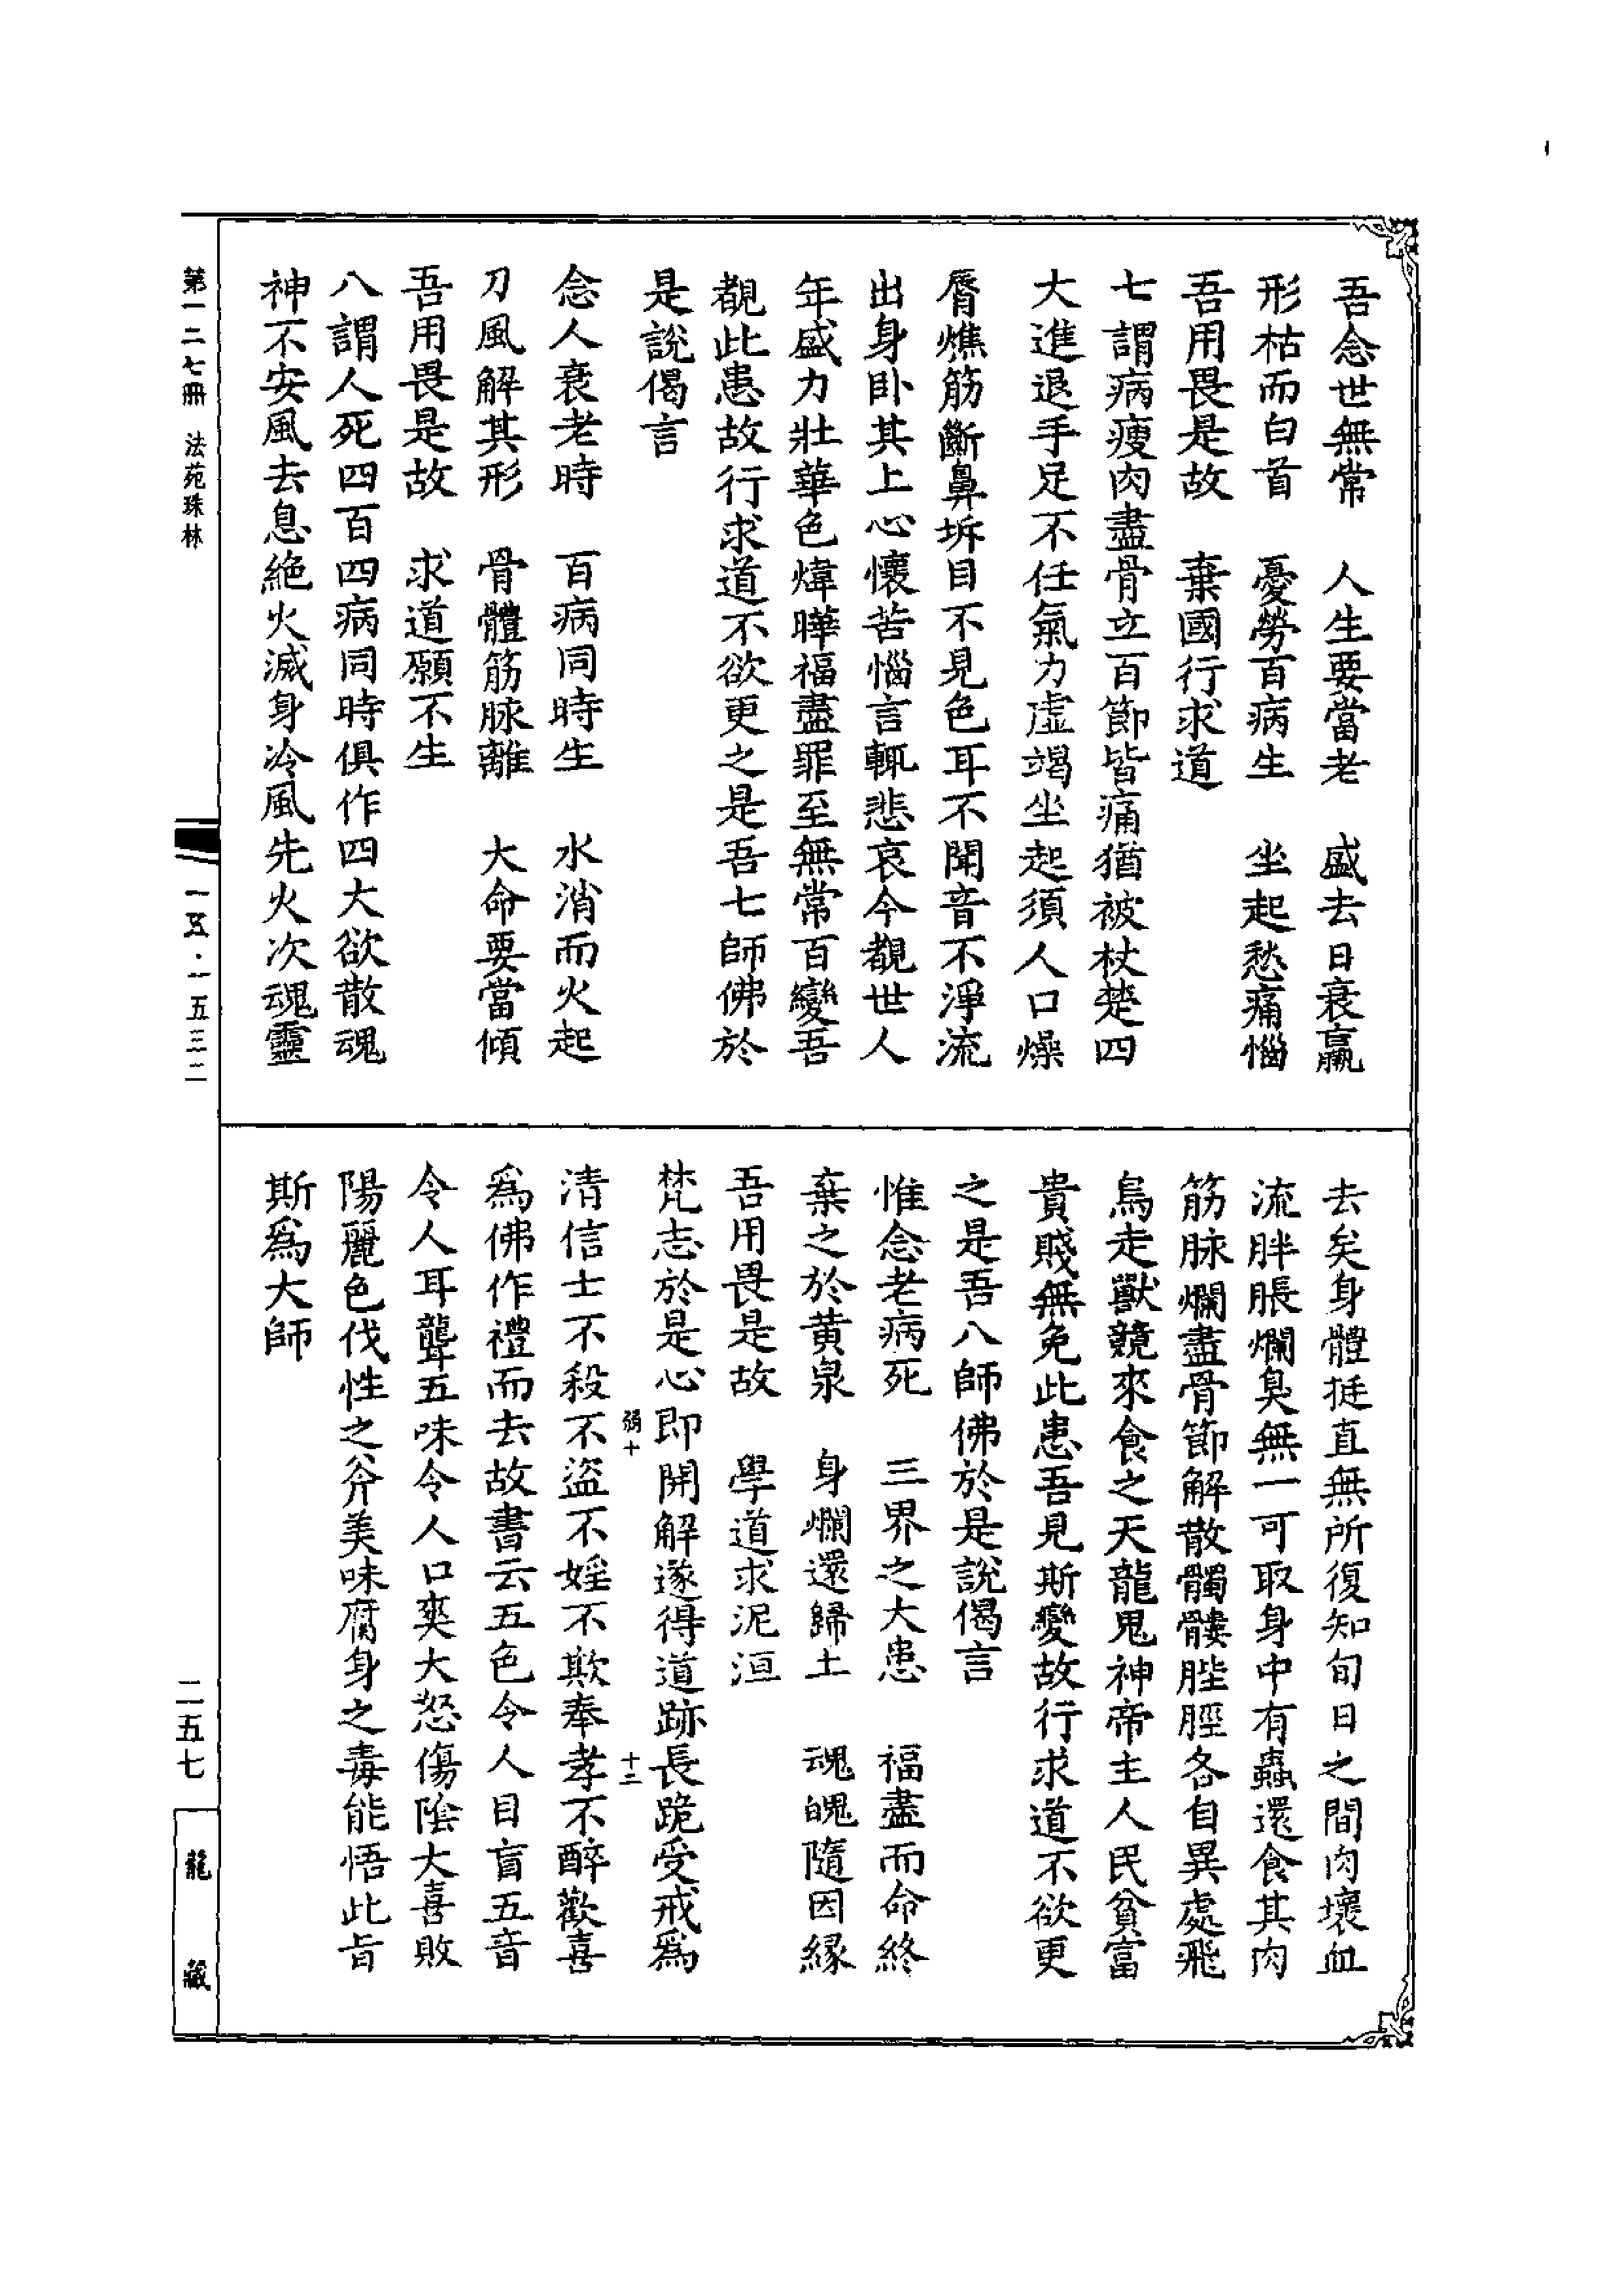 吾念世無常　人生要當老　盛去日衰羸
形枯而白首　憂勞百病生　坐起愁痛惱
吾用畏是故　棄國行求道
七謂病瘦肉盡骨立百節皆痛猶被杖楚四
大進退手足不任氣力虛竭坐起須人口燥
脣燋筋斷鼻坼目不見色耳不聞音不淨流
出身卧其上心懷苦惱言輒悲哀今覩世人
年盛力壯華色煒曄福盡罪至無常百變吾
覩此患故行求道不欲更之是吾七師佛於
是說偈言
念人衰老時　百病同時生　水消而火起
刀風解其形　骨體筋脉離　大命要當傾
吾用畏是故　求道願不生
八謂人死四百四病同時俱作四大欲散魂
神不安風去息絶火滅身冷風先火次魂靈
去矣身體挺直無所復知旬日之間肉壞血
流胖脹爛臭無一可取身中有蟲還食其肉
筋脉爛盡骨節解散髑髏髀脛各自異處飛
鳥走獸競來食之天龍鬼神帝主人民貧富
貴賤無免此患吾見斯變故行求道不欲更
之是吾八師佛於是說偈言
惟念老病死　三界之大患　福盡而命終
棄之於黄泉　身爛還歸土　魂魄隨因緣
吾用畏是故　學道求泥洹
梵志於是心即開解遂得道跡長跪受戒爲
弱十　十二
清信士不殺不盜不婬不欺奉孝不醉歡喜
爲佛作禮而去故書云五色令人目盲五音
令人耳聾五味令人口爽大怒傷陰大喜敗
陽麗色伐性之斧美味腐身之毒能悟此旨
斯爲大師
第一二七冊　法苑珠林
一五·一五三二
二五七
龍藏